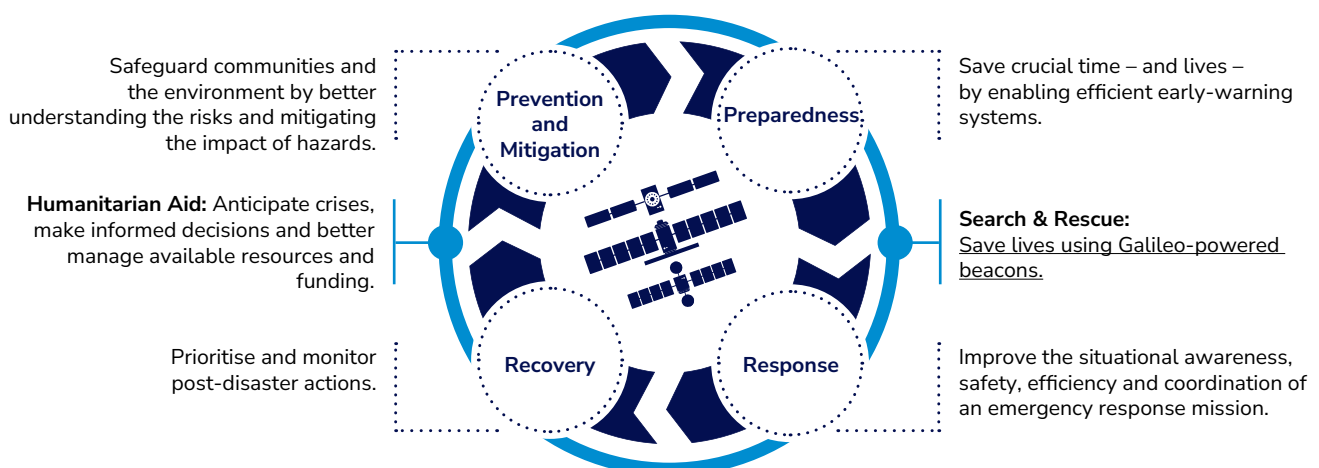 Safeguard communities and
the environment by better
understanding the risks and mitigating
the impact of hazards.
Prevention
and
Mitigation
Preparedness
Save crucial time – and lives –
by enabling efficient early-warning
systems.
Humanitarian Aid: Anticipate crises,
make informed decisions and better
manage available resources and
funding.
Search & Rescue:
Save lives using Galileo-powered
beacons.
Prioritise and monitor
post-disaster actions.
Recovery
Response
Improve the situational awareness,
safety, efficiency and coordination of
an emergency response mission.